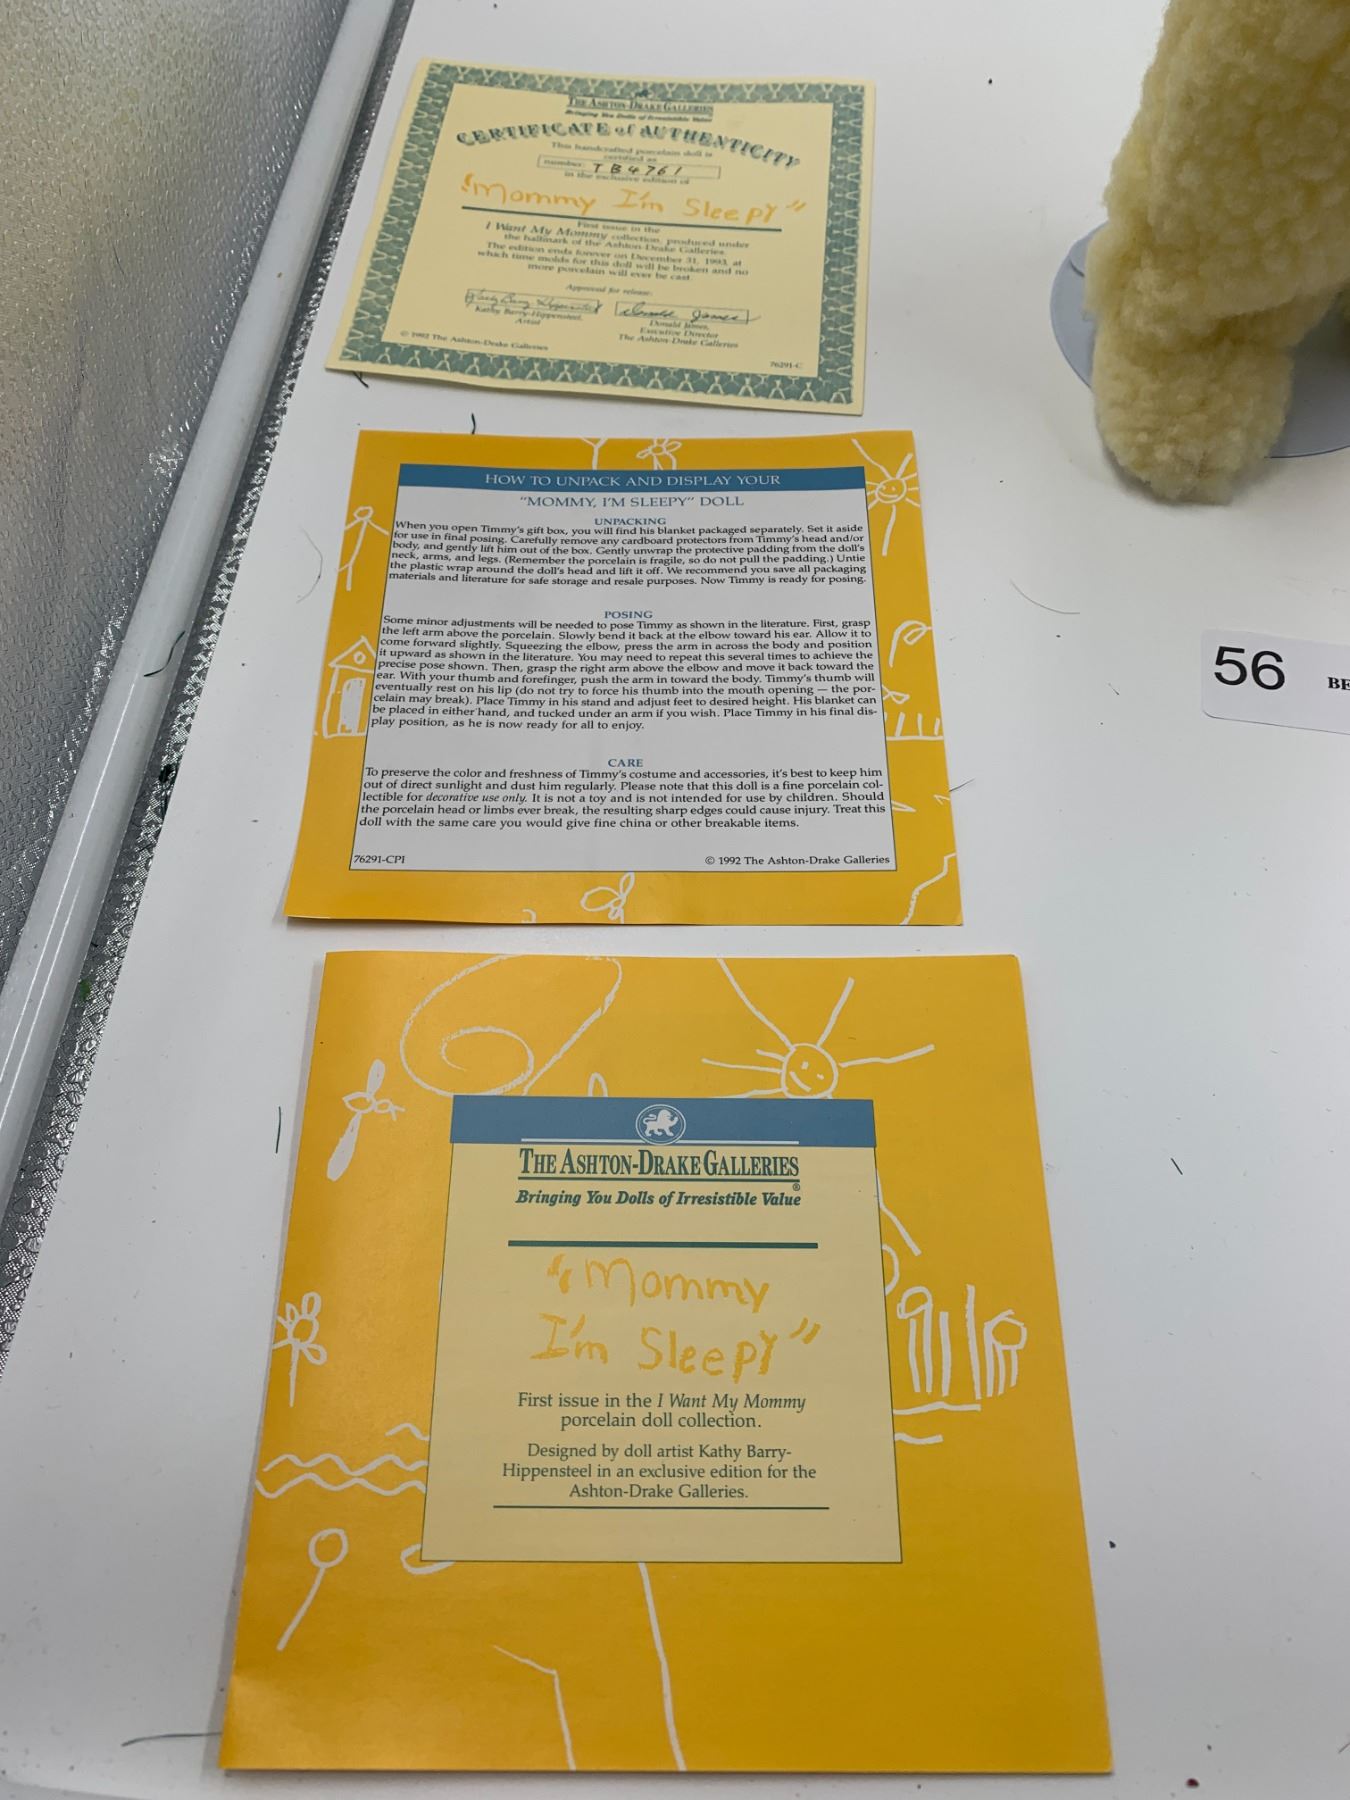 THE ASHTON-DRAKE GALLERIES
Bringing You Dolls of Irresistible Value
CERTIFICATE of AUTHENTICITY
This handcrafted porcelain doll is
certified as
number: TB4761
in the exclusive edition of
"Mommy I'm Sleepy"
First issue in the
I Want My Mommy collection, produced under
the hallmark of the Ashton-Drake Galleries.
The edition ends forever on December 31, 1993, at
which time molds for this doll will be broken and no
more porcelain will ever be cast.
Approved for release:
Kathy Barry-Hippensteel
Donald James
Kathy Barry-Hippensteel,
Artist
Donald James,
Executive Director
The Ashton-Drake Galleries
© 1992 The Ashton-Drake Galleries
76291-C
HOW TO UNPACK AND DISPLAY YOUR
"MOMMY, I'M SLEEPY" DOLL
UNPACKING
When you open Timmy's gift box, you will find his blanket packaged separately. Set it aside
for use in final posing. Carefully remove any cardboard protectors from Timmy's head and/or
body, and gently lift him out of the box. Gently unwrap the protective padding from the doll's
neck, arms, and legs. (Remember the porcelain is fragile, so do not pull the padding.) Untie
the plastic wrap around the doll's head and lift it off. We recommend you save all packaging
materials and literature for safe storage and resale purposes. Now Timmy is ready for posing.
POSING
Some minor adjustments will be needed to pose Timmy as shown in the literature. First, grasp
the left arm above the porcelain. Slowly bend it back at the elbow toward his ear. Allow it to
come forward slightly. Squeezing the elbow, press the arm in across the body and position
it upward as shown in the literature. You may need to repeat this several times to achieve the
precise pose shown. Then, grasp the right arm above the elbow and move it back toward the
ear. With your thumb and forefinger, push the arm in toward the body. Timmy's thumb will
eventually rest on his lip (do not try to force his thumb into the mouth opening — the por-
celain may break). Place Timmy in his stand and adjust feet to desired height. His blanket can
be placed in either hand, and tucked under an arm if you wish. Place Timmy in his final dis-
play position, as he is now ready for all to enjoy.
CARE
To preserve the color and freshness of Timmy's costume and accessories, it's best to keep him
out of direct sunlight and dust him regularly. Please note that this doll is a fine porcelain col-
lectible for decorative use only. It is not a toy and is not intended for use by children. Should
the porcelain head or limbs ever break, the resulting sharp edges could cause injury. Treat this
doll with the same care you would give fine china or other breakable items.
76291-CPI
© 1992 The Ashton-Drake Galleries
56 BE
THE ASHTON-DRAKE GALLERIES
®
Bringing You Dolls of Irresistible Value
"Mommy
I'm Sleepy"
First issue in the I Want My Mommy
porcelain doll collection.
Designed by doll artist Kathy Barry-
Hippensteel in an exclusive edition for the
Ashton-Drake Galleries.